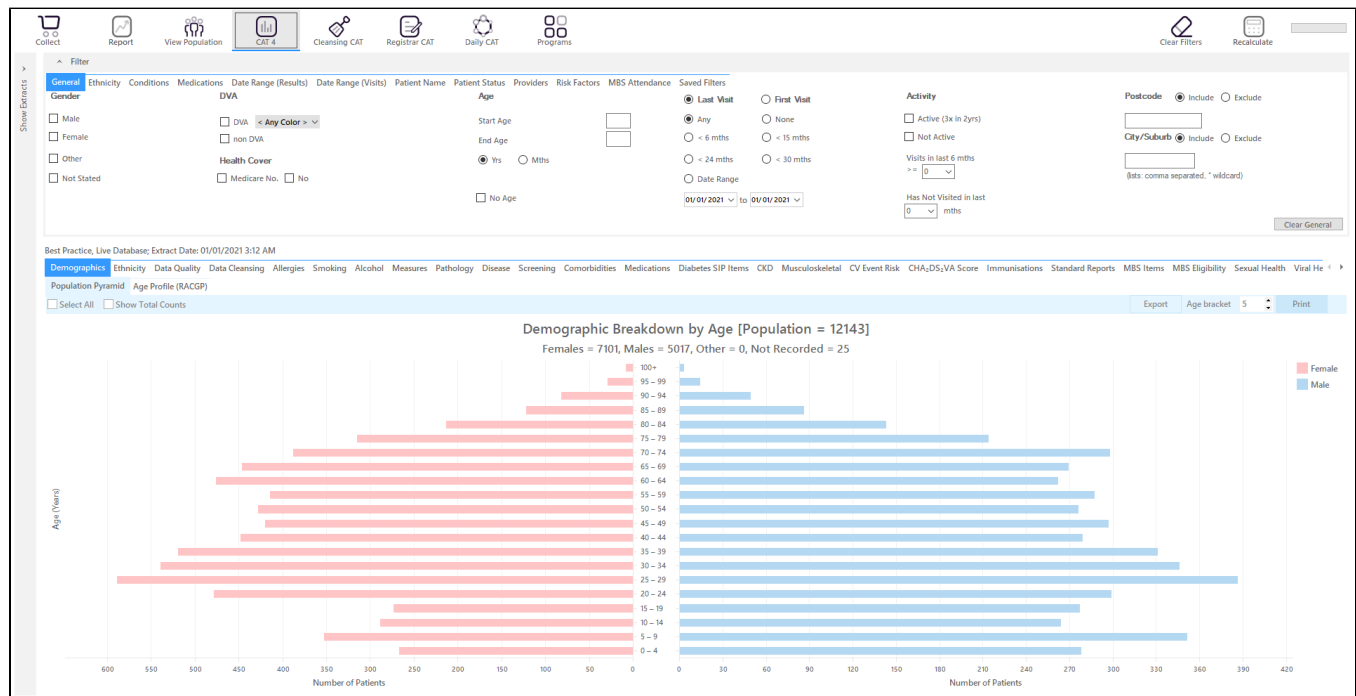 Collect Report View Population CAT 4 Cleansing CAT Registrar CAT Daily CAT Programs Clear Filters Recalculate
Show Extracts
Filter
General Ethnicity Conditions Medications Date Range (Results) Date Range (Visits) Patient Name Patient Status Providers Risk Factors MBS Attendance Saved Filters
Gender DVA Age Last Visit First Visit Activity Postcode Include Exclude
Male DVA < Any Color > Start Age Any None Active (3x in 2yrs)
Female non DVA End Age < 6 mths < 15 mths Not Active City/Suburb Include Exclude
Other Health Cover Yrs Mths < 24 mths < 30 mths Visits in last 6 mths
Not Stated Medicare No. No Date Range >= 0 (lists: comma separated, * wildcard)
No Age 01/01/2021 to 01/01/2021 Has Not Visited in last
0 mths
Clear General
Best Practice, Live Database; Extract Date: 01/01/2021 3:12 AM
Demographics Ethnicity Data Quality Data Cleansing Allergies Smoking Alcohol Measures Pathology Disease Screening Comorbidities Medications Diabetes SIP Items CKD Musculoskeletal CV Event Risk CHA₂DS₂VA Score Immunisations Standard Reports MBS Items MBS Eligibility Sexual Health Viral He
Population Pyramid Age Profile (RACGP)
Select All Show Total Counts Export Age bracket 5 Print
Demographic Breakdown by Age [Population = 12143]
Females = 7101, Males = 5017, Other = 0, Not Recorded = 25
Female
Male
Age (Years)
100+
95 – 99
90 – 94
85 – 89
80 – 84
75 – 79
70 – 74
65 – 69
60 – 64
55 – 59
50 – 54
45 – 49
40 – 44
35 – 39
30 – 34
25 – 29
20 – 24
15 – 19
10 – 14
5 – 9
0 – 4
600 550 500 450 400 350 300 250 200 150 100 50 0 0 30 60 90 120 150 180 210 240 270 300 330 360 390 420
Number of Patients Number of Patients